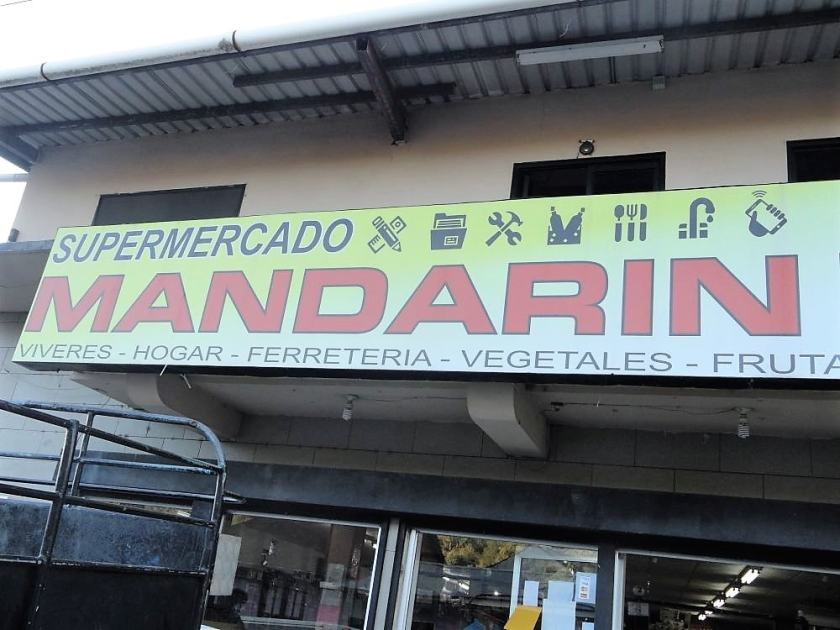 SUPERMERCADO
MANDARIN
VIVERES - HOGAR - FERRETERIA - VEGETALES - FRUTA